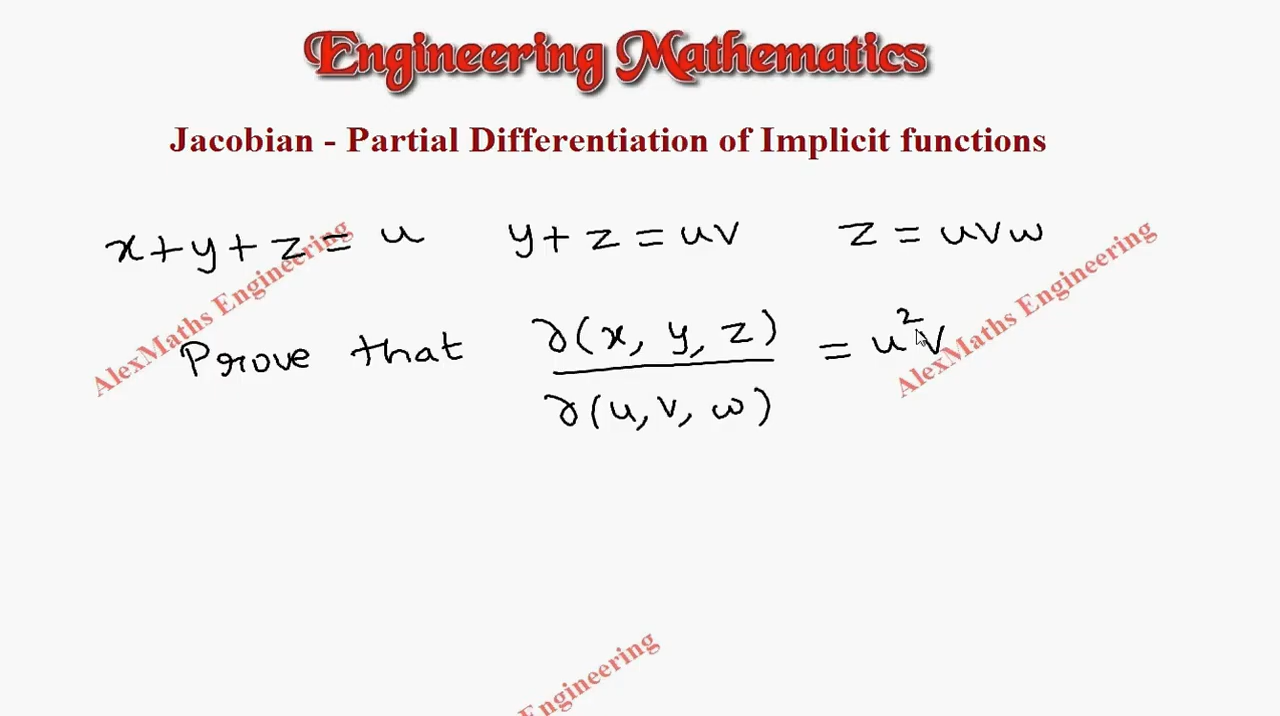 Engineering Mathematics
Jacobian - Partial Differentiation of Implicit functions
x+y+z = u y+z = uv z = uvw
AlexMaths Engineering
AlexMaths Engineering
Prove that ∂(x, y, z) / ∂(u, v, w) = u²v
Engineering